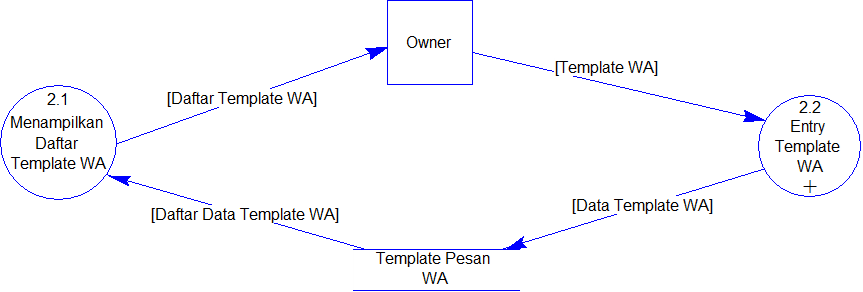 Owner
[Template WA]
[Daftar Template WA]
2.1
Menampilkan
Daftar
Template WA
2.2
Entry
Template
WA
+
[Daftar Data Template WA]
[Data Template WA]
Template Pesan
WA